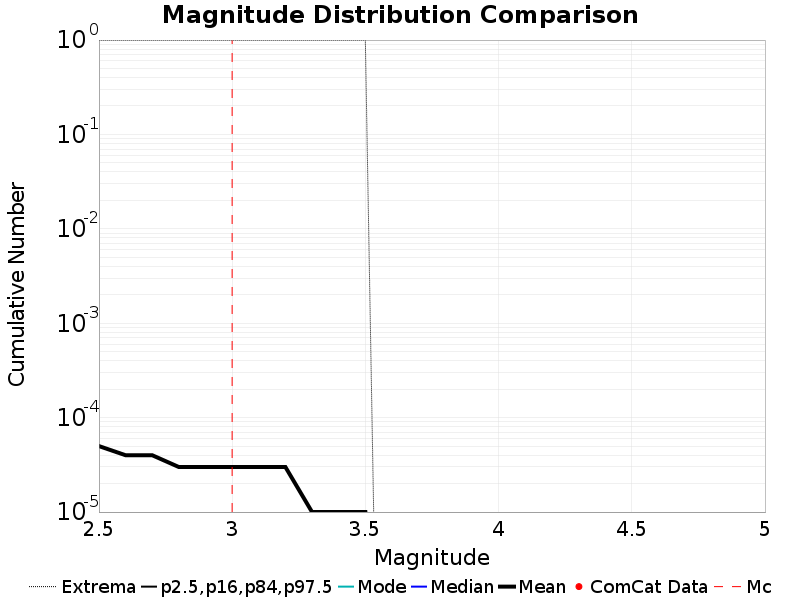 Magnitude Distribution Comparison
Cumulative Number
10^0
10^-1
10^-2
10^-3
10^-4
10^-5
2.5 3 3.5 4 4.5 5
Magnitude
Extrema p2.5,p16,p84,p97.5 Mode Median Mean ComCat Data Mc